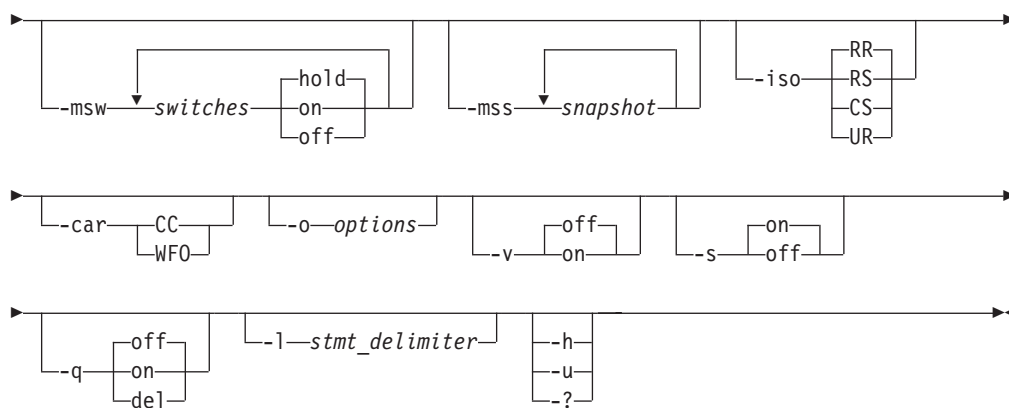 hold RR
-msw switches on -mss snapshot -iso RS
off CS
UR
-car CC -o options -v off -s on
WFO on off
-q off -l stmt_delimiter -h
on -u
del -?